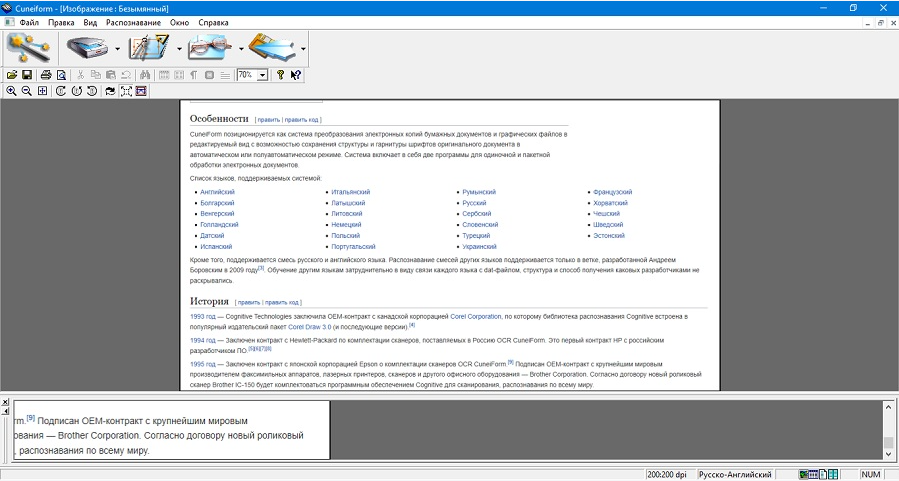 Cuneiform - [Изображение : Безымянный]
Файл Правка Вид Распознавание Окно Справка
70%
Особенности [ править | править код ]
CuneiForm позиционируется как система преобразования электронных копий бумажных документов и графических файлов в
редактируемый вид с возможностью сохранения структуры и гарнитуры шрифтов оригинального документа в
автоматическом или полуавтоматическом режиме. Система включает в себя две программы для одиночной и пакетной
обработки электронных документов.
Список языков, поддерживаемых системой:
• Английский • Итальянский • Румынский • Французский
• Болгарский • Латышский • Русский • Хорватский
• Венгерский • Литовский • Сербский • Чешский
• Голландский • Немецкий • Словенский • Шведский
• Датский • Польский • Турецкий • Эстонский
• Испанский • Португальский • Украинский
Кроме того, поддерживается смесь русского и английского языка. Распознавание смесей других языков поддерживается только в ветке, разработанной Андреем
Боровским в 2009 году[3]. Обучение другим языкам затруднительно в виду связи каждого языка с dat-файлом, структура и способ получения каковых разработчиками не
раскрывались.
История [ править | править код ]
1993 год — Cognitive Technologies заключила OEM-контракт с канадской корпорацией Corel Corporation, по которому библиотека распознавания Cognitive встроена в
популярный издательский пакет Corel Draw 3.0 (и последующие версии).[4]
1994 год — Заключен контракт с Hewlett-Packard по комплектации сканеров, поставляемых в Россию OCR CuneiForm. Это первый контракт HP с российским
разработчиком ПО.[5][6][7][8]
1995 год — Заключен контракт с японской корпорацией Epson о комплектации сканеров OCR CuneiForm.[9] Подписан OEM-контракт с крупнейшим мировым
производителем факсимильных аппаратов, лазерных принтеров, сканеров и другого офисного оборудования — Brother Corporation. Согласно договору новый роликовый
сканер Brother IC-150 будет комплектоваться программным обеспечением Cognitive для сканирования, распознавания по всему миру.
rm.[9] Подписан OEM-контракт с крупнейшим мировым
ования — Brother Corporation. Согласно договору новый роликовый
, распознавания по всему миру.
200:200 dpi Русско-Английский NUM